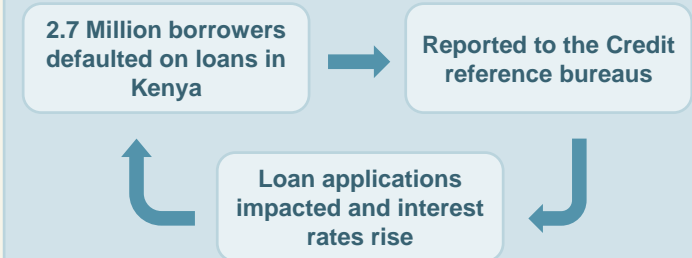 2.7 Million borrowers
defaulted on loans in
Kenya
Reported to the Credit
reference bureaus
Loan applications
impacted and interest
rates rise